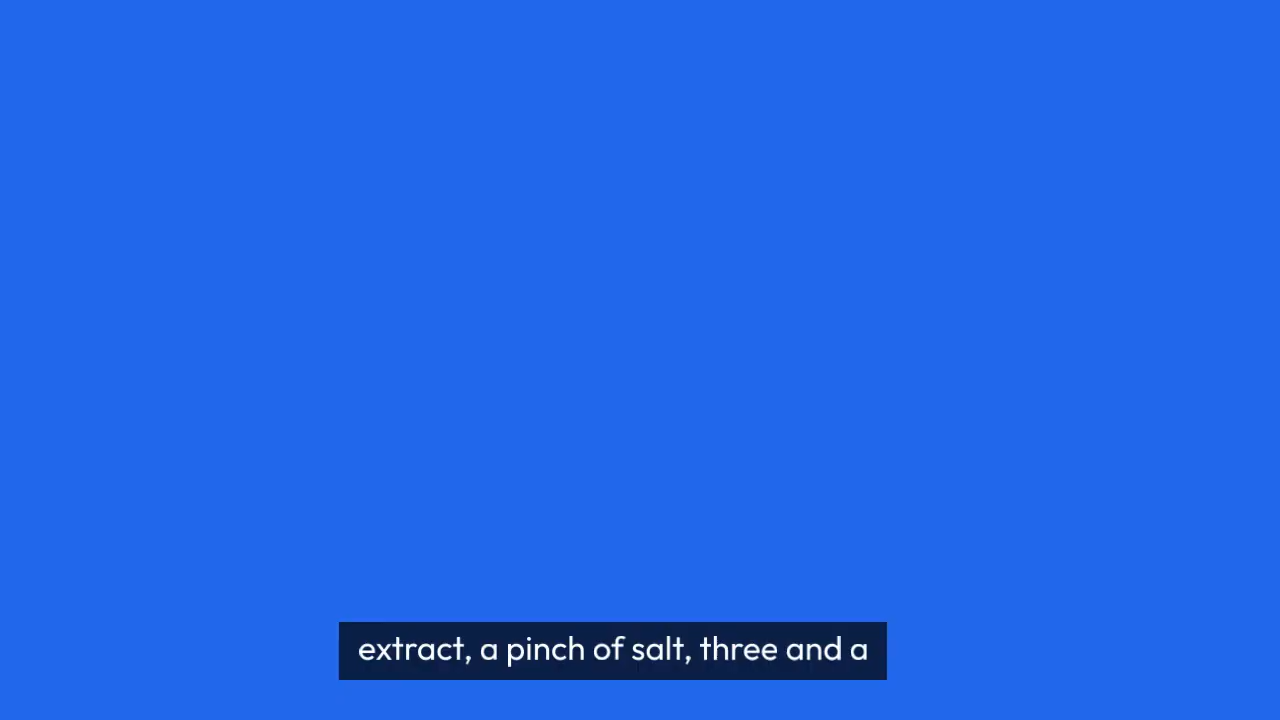 extract, a pinch of salt, three and a